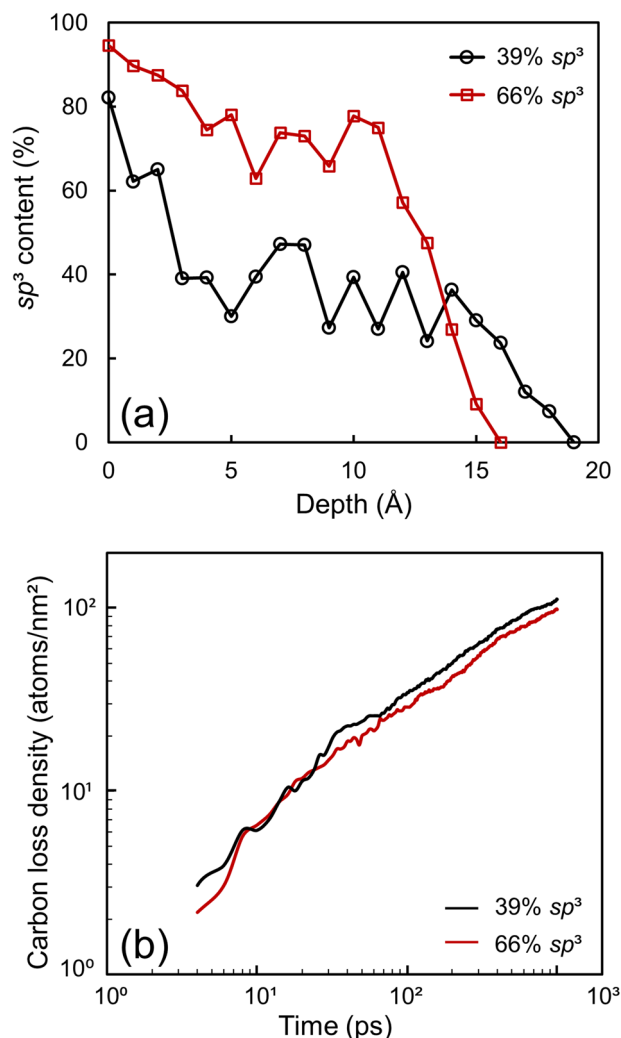 100
80
60
40
20
0
sp³ content (%)
39% sp³
66% sp³
(a)
0 5 10 15 20
Depth (Å)
10²
10¹
10⁰
Carbon loss density (atoms/nm²)
39% sp³
66% sp³
(b)
10⁰ 10¹ 10² 10³
Time (ps)